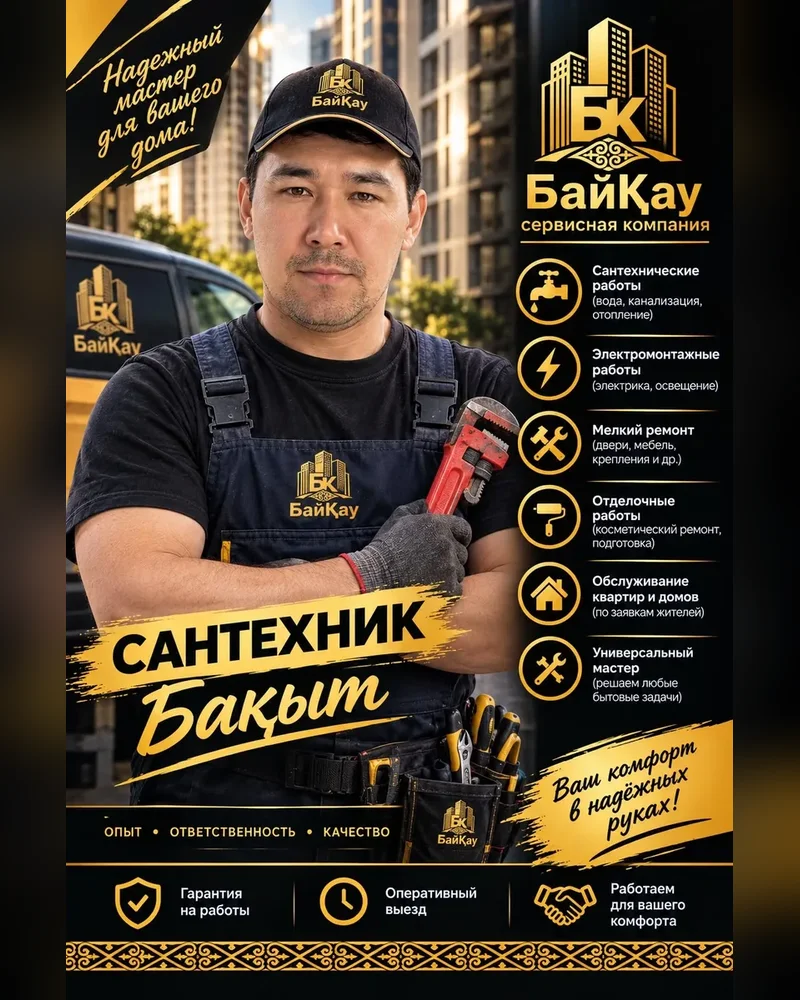 Надежный
мастер
для вашего
дома!
БК
БайҚау
БК
БайҚау
сервисная компания
БК
БайҚау
Сантехнические
работы
(вода, канализация,
отопление)
Электромонтажные
работы
(электрика, освещение)
Мелкий ремонт
(двери, мебель,
крепления и др.)
БК
БайҚау
Отделочные
работы
(косметический ремонт,
подготовка)
Обслуживание
квартир и домов
(по заявкам жителей)
Универсальный
мастер
(решаем любые
бытовые задачи)
САНТЕХНИК
Бақыт
Ваш комфорт
в надёжных
руках!
БК
БайҚау
ОПЫТ • ОТВЕТСТВЕННОСТЬ • КАЧЕСТВО
Гарантия
на работы
Оперативный
выезд
Работаем
для вашего
комфорта